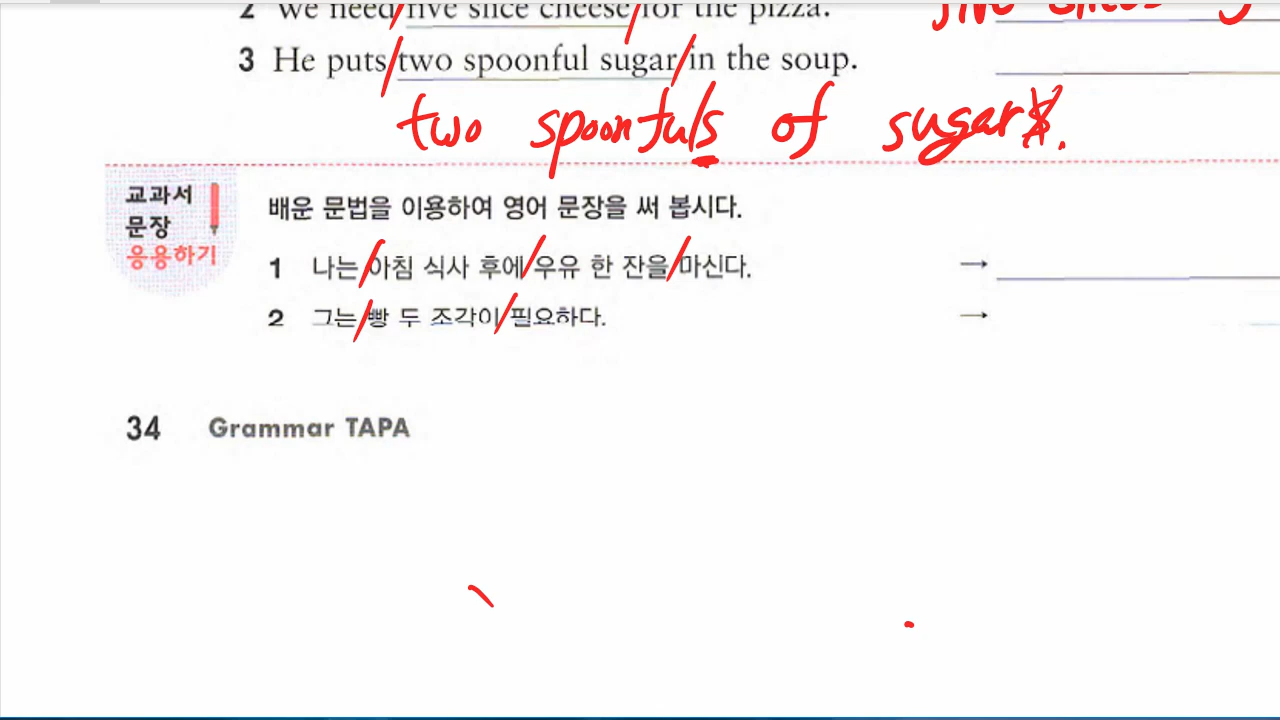 2 We need five slice cheese for the pizza.
five slices
3 He puts two spoonful sugar in the soup.
two spoonfuls of sugar.
교과서
문장
응용하기
배운 문법을 이용하여 영어 문장을 써 봅시다.
1 나는 아침 식사 후에 우유 한 잔을 마신다. →
2 그는 빵 두 조각이 필요하다. →
34 Grammar TAPA